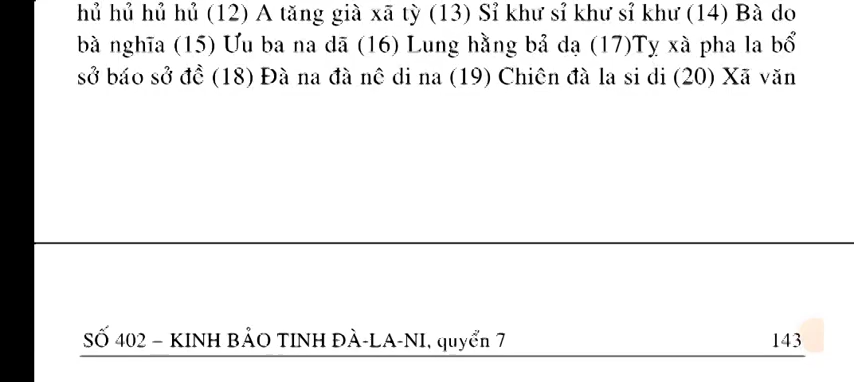 hủ hủ hủ hủ (12) A tăng già xã tỳ (13) Sỉ khư sỉ khư sỉ khư (14) Bà do
bà nghĩa (15) Ưu ba na dã (16) Lung hằng bả dạ (17)Tỵ xà pha la bổ
sở báo sở đề (18) Đà na đà nê di na (19) Chiên đà la si di (20) Xã văn
SỐ 402 – KINH BẢO TINH ĐÀ-LA-NI, quyển 7 143